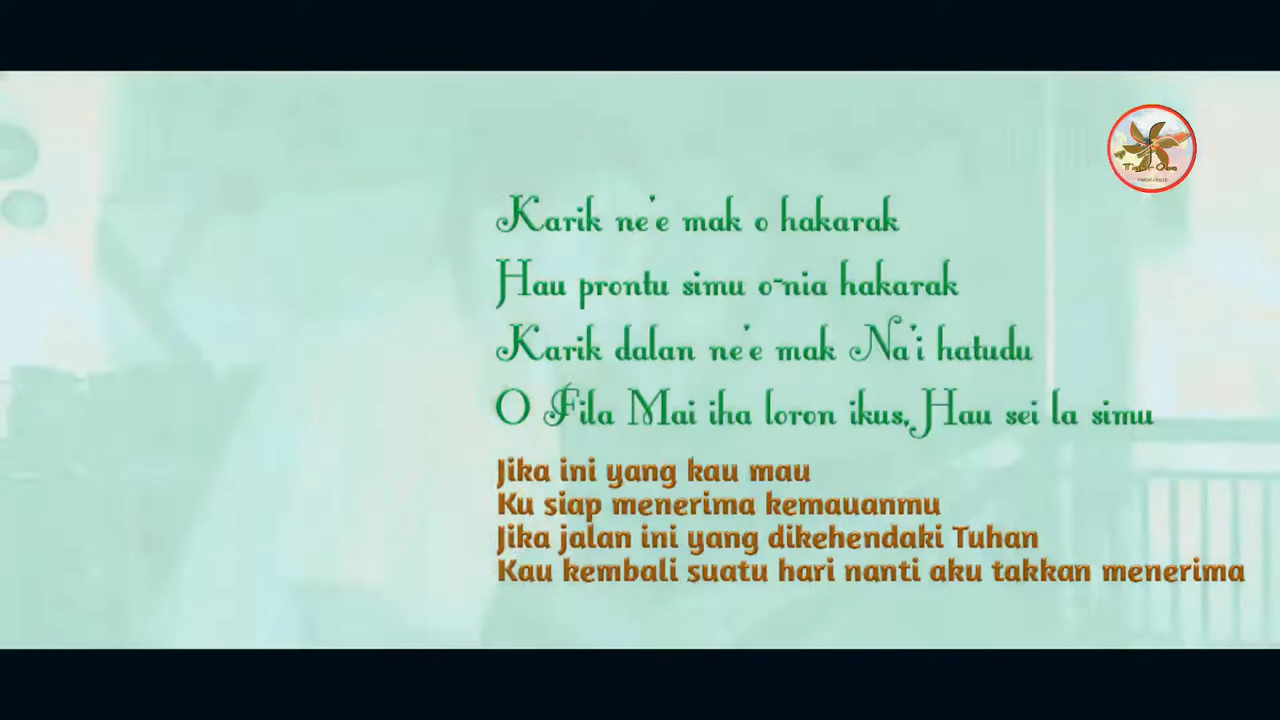 Karik ne'e mak o hakarak
Hau prontu simu o-nia hakarak
Karik dalan ne'e mak Na'i hatudu
O Fila Mai iha loron ikus, Hau sei la simu
Jika ini yang kau mau
Ku siap menerima kemauanmu
Jika jalan ini yang dikehendaki Tuhan
Kau kembali suatu hari nanti aku takkan menerima